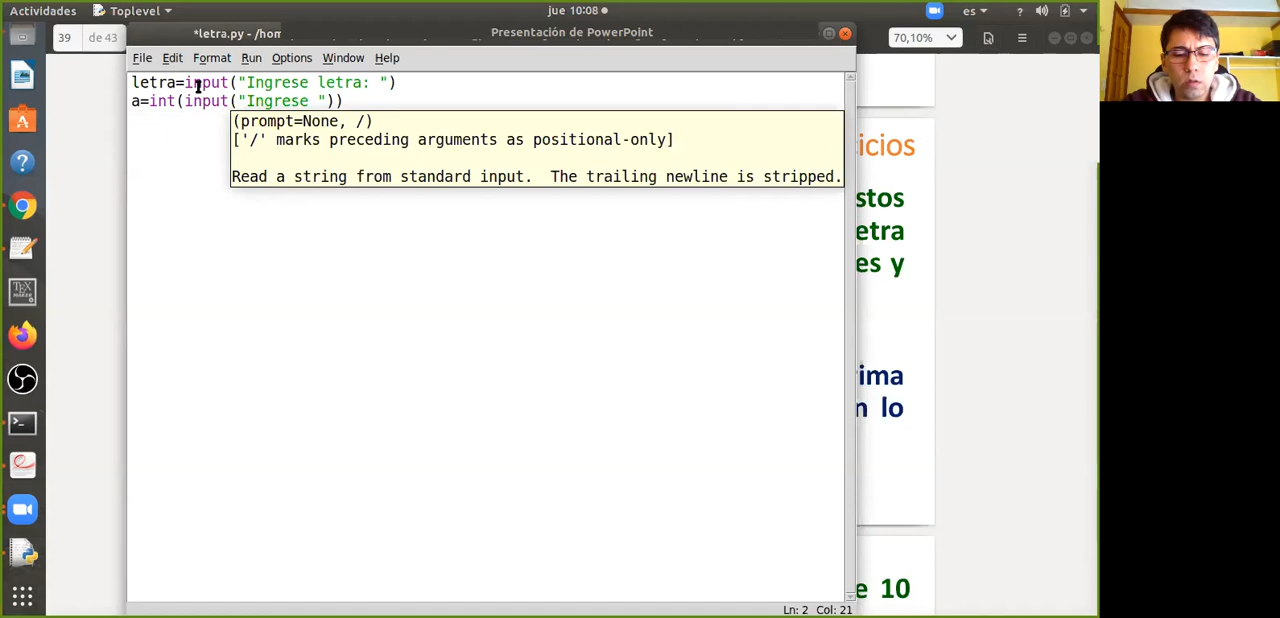 Actividades
Toplevel
jue 10:08
es
?
39
de 43
*letra.py - /hom
Presentación de PowerPoint
70,10%
File Edit Format Run Options Window Help
letra=input("Ingrese letra: ")
a=int(input("Ingrese "))
(prompt=None, /)
['/' marks preceding arguments as positional-only]
Read a string from standard input.  The trailing newline is stripped.
icios
stos
etra
es y
ima
n lo
e 10
TEX
MAKER
Ln: 2 Col: 21